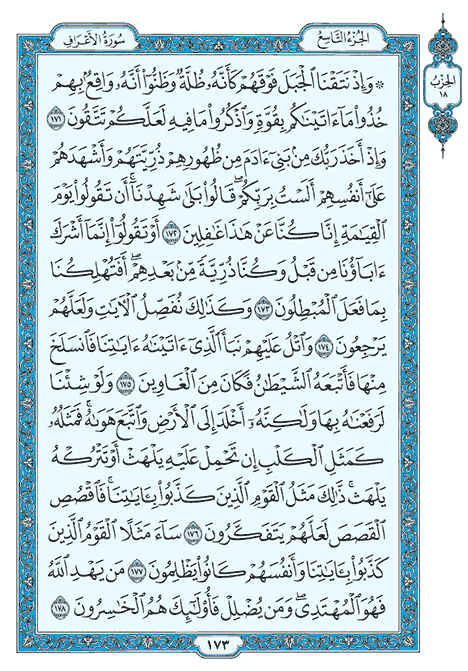 سُورَةُ الأَعْرَافِ
الجُزْءُ التَّاسِعُ
الحِزْبُ
١٨
۞ وَإِذْ نَتَقْنَا ٱلْجَبَلَ فَوْقَهُمْ كَأَنَّهُۥ ظُلَّةٌ وَظَنُّوٓا۟ أَنَّهُۥ وَاقِعٌۢ بِهِمْ
خُذُوا۟ مَآ ءَاتَيْنَٰكُم بِقُوَّةٍ وَٱذْكُرُوا۟ مَا فِيهِ لَعَلَّكُمْ تَتَّقُونَ ١٧١
وَإِذْ أَخَذَ رَبُّكَ مِنۢ بَنِىٓ ءَادَمَ مِن ظُهُورِهِمْ ذُرِّيَّتَهُمْ وَأَشْهَدَهُمْ
عَلَىٰٓ أَنفُسِهِمْ أَلَسْتُ بِرَبِّكُمْ ۖ قَالُوا۟ بَلَىٰ ۛ شَهِدْنَآ ۛ أَن تَقُولُوا۟ يَوْمَ
ٱلْقِيَٰمَةِ إِنَّا كُنَّا عَنْ هَٰذَا غَٰفِلِينَ ١٧٢ أَوْ تَقُولُوٓا۟ إِنَّمَآ أَشْرَكَ
ءَابَآؤُنَا مِن قَبْلُ وَكُنَّا ذُرِّيَّةً مِّنۢ بَعْدِهِمْ ۖ أَفَتُهْلِكُنَا
بِمَا فَعَلَ ٱلْمُبْطِلُونَ ١٧٣ وَكَذَٰلِكَ نُفَصِّلُ ٱلْءَايَٰتِ وَلَعَلَّهُمْ
يَرْجِعُونَ ١٧٤ وَٱتْلُ عَلَيْهِمْ نَبَأَ ٱلَّذِىٓ ءَاتَيْنَٰهُ ءَايَٰتِنَا فَٱنسَلَخَ
مِنْهَا فَأَتْبَعَهُ ٱلشَّيْطَٰنُ فَكَانَ مِنَ ٱلْغَاوِينَ ١٧٥ وَلَوْ شِئْنَا
لَرَفَعْنَٰهُ بِهَا وَلَٰكِنَّهُۥٓ أَخْلَدَ إِلَى ٱلْأَرْضِ وَٱتَّبَعَ هَوَىٰهُ ۚ فَمَثَلُهُۥ
كَمَثَلِ ٱلْكَلْبِ إِن تَحْمِلْ عَلَيْهِ يَلْهَثْ أَوْ تَتْرُكْهُ
يَلْهَث ۚ ذَّٰلِكَ مَثَلُ ٱلْقَوْمِ ٱلَّذِينَ كَذَّبُوا۟ بِـَٔايَٰتِنَا ۚ فَٱقْصُصِ
ٱلْقَصَصَ لَعَلَّهُمْ يَتَفَكَّرُونَ ١٧٦ سَآءَ مَثَلًا ٱلْقَوْمُ ٱلَّذِينَ
كَذَّبُوا۟ بِـَٔايَٰتِنَا وَأَنفُسَهُمْ كَانُوا۟ يَظْلِمُونَ ١٧٧ مَن يَهْدِ ٱللَّهُ
فَهُوَ ٱلْمُهْتَدِى ۖ وَمَن يُضْلِلْ فَأُو۟لَٰٓئِكَ هُمُ ٱلْخَٰسِرُونَ ١٧٨
١٧٣